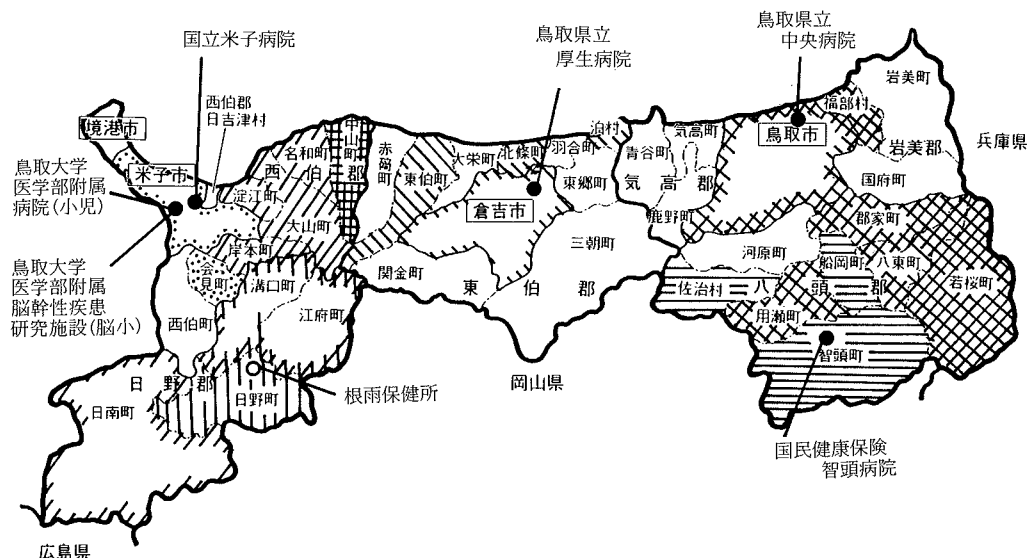 国立米子病院
鳥取県立
厚生病院
鳥取県立
中央病院
岩美町
福部村
鳥取市
兵庫県
岩美郡
国府町
境港市
西伯郡
日吉津村
米子市
淀江町
名和町
西伯郡
中山町
大山町
赤碕町
東伯町
大栄町
北條町
羽合町
泊村
東郷町
倉吉市
青谷町
気高町
気高郡
鹿野町
三朝町
関金町
東伯郡
郡家町
河原町
船岡町
八東町
若桜町
佐治村
八頭郡
用瀬町
智頭町
鳥取大学
医学部附属
病院(小児)
鳥取大学
医学部附属
脳幹性疾患
研究施設(脳小)
岸本町
会見町
溝口町
西伯町
江府町
日野郡
日野町
日南町
根雨保健所
岡山県
国民健康保険
智頭病院
広島県